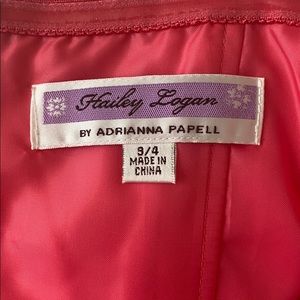 Hailey Logan
BY ADRIANNA PAPELL
9/4
MADE IN
CHINA